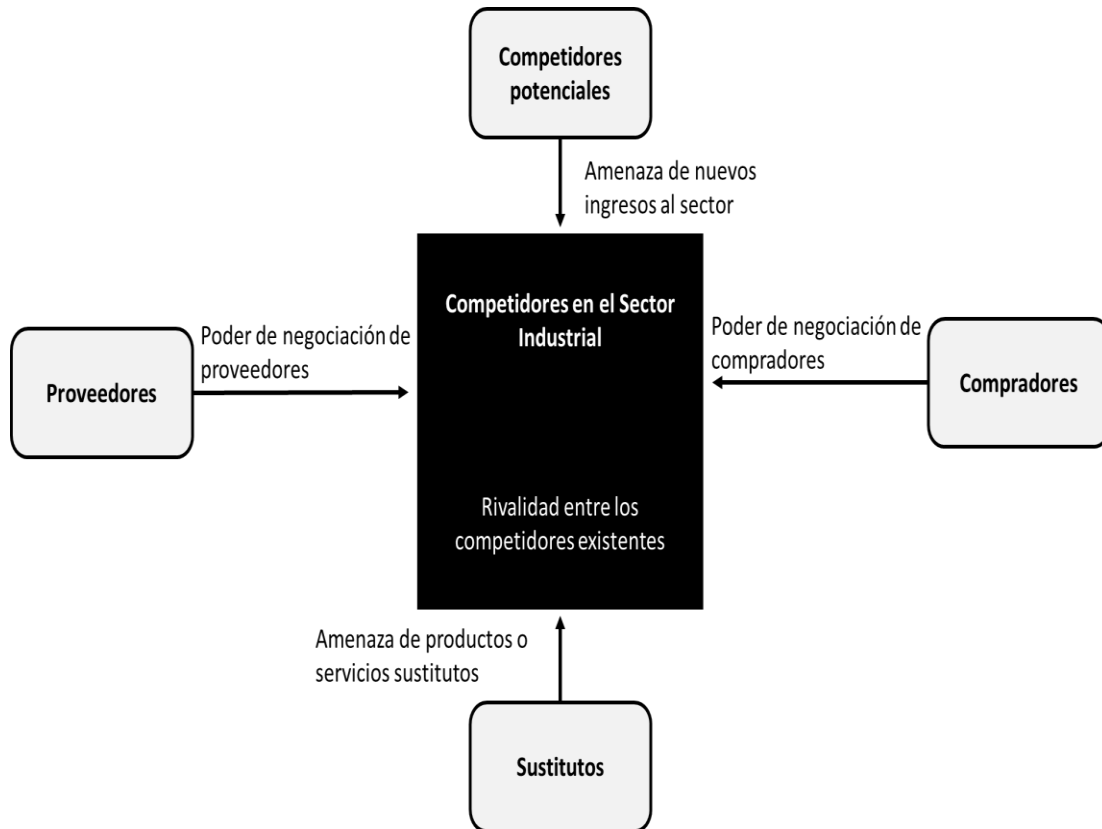 Competidores
potenciales
Amenaza de nuevos
ingresos al sector
Competidores en el Sector
Industrial
Poder de negociación de
proveedores
Poder de negociación de
compradores
Proveedores
Compradores
Rivalidad entre los
competidores existentes
Amenaza de productos o
servicios sustitutos
Sustitutos